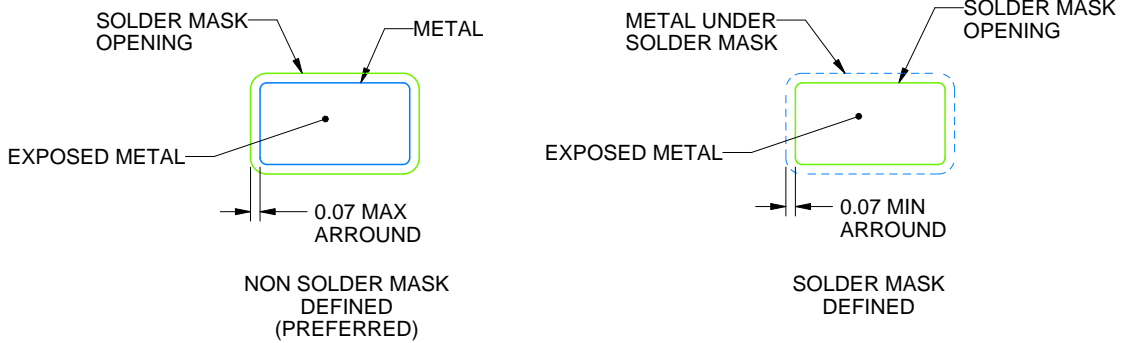 SOLDER MASK
OPENING
METAL
EXPOSED METAL
0.07 MAX
ARROUND
NON SOLDER MASK
DEFINED
(PREFERRED)
METAL UNDER
SOLDER MASK
SOLDER MASK
OPENING
EXPOSED METAL
0.07 MIN
ARROUND
SOLDER MASK
DEFINED